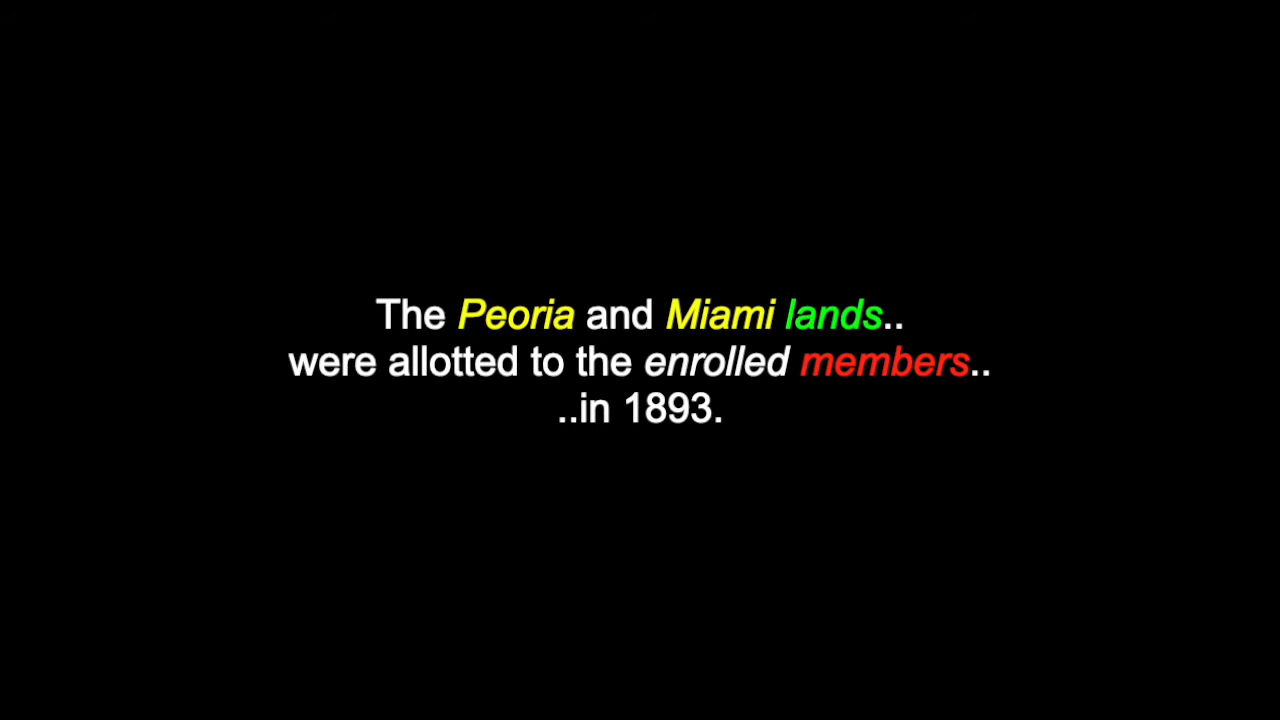 The Peoria and Miami lands..
were allotted to the enrolled members..
..in 1893.